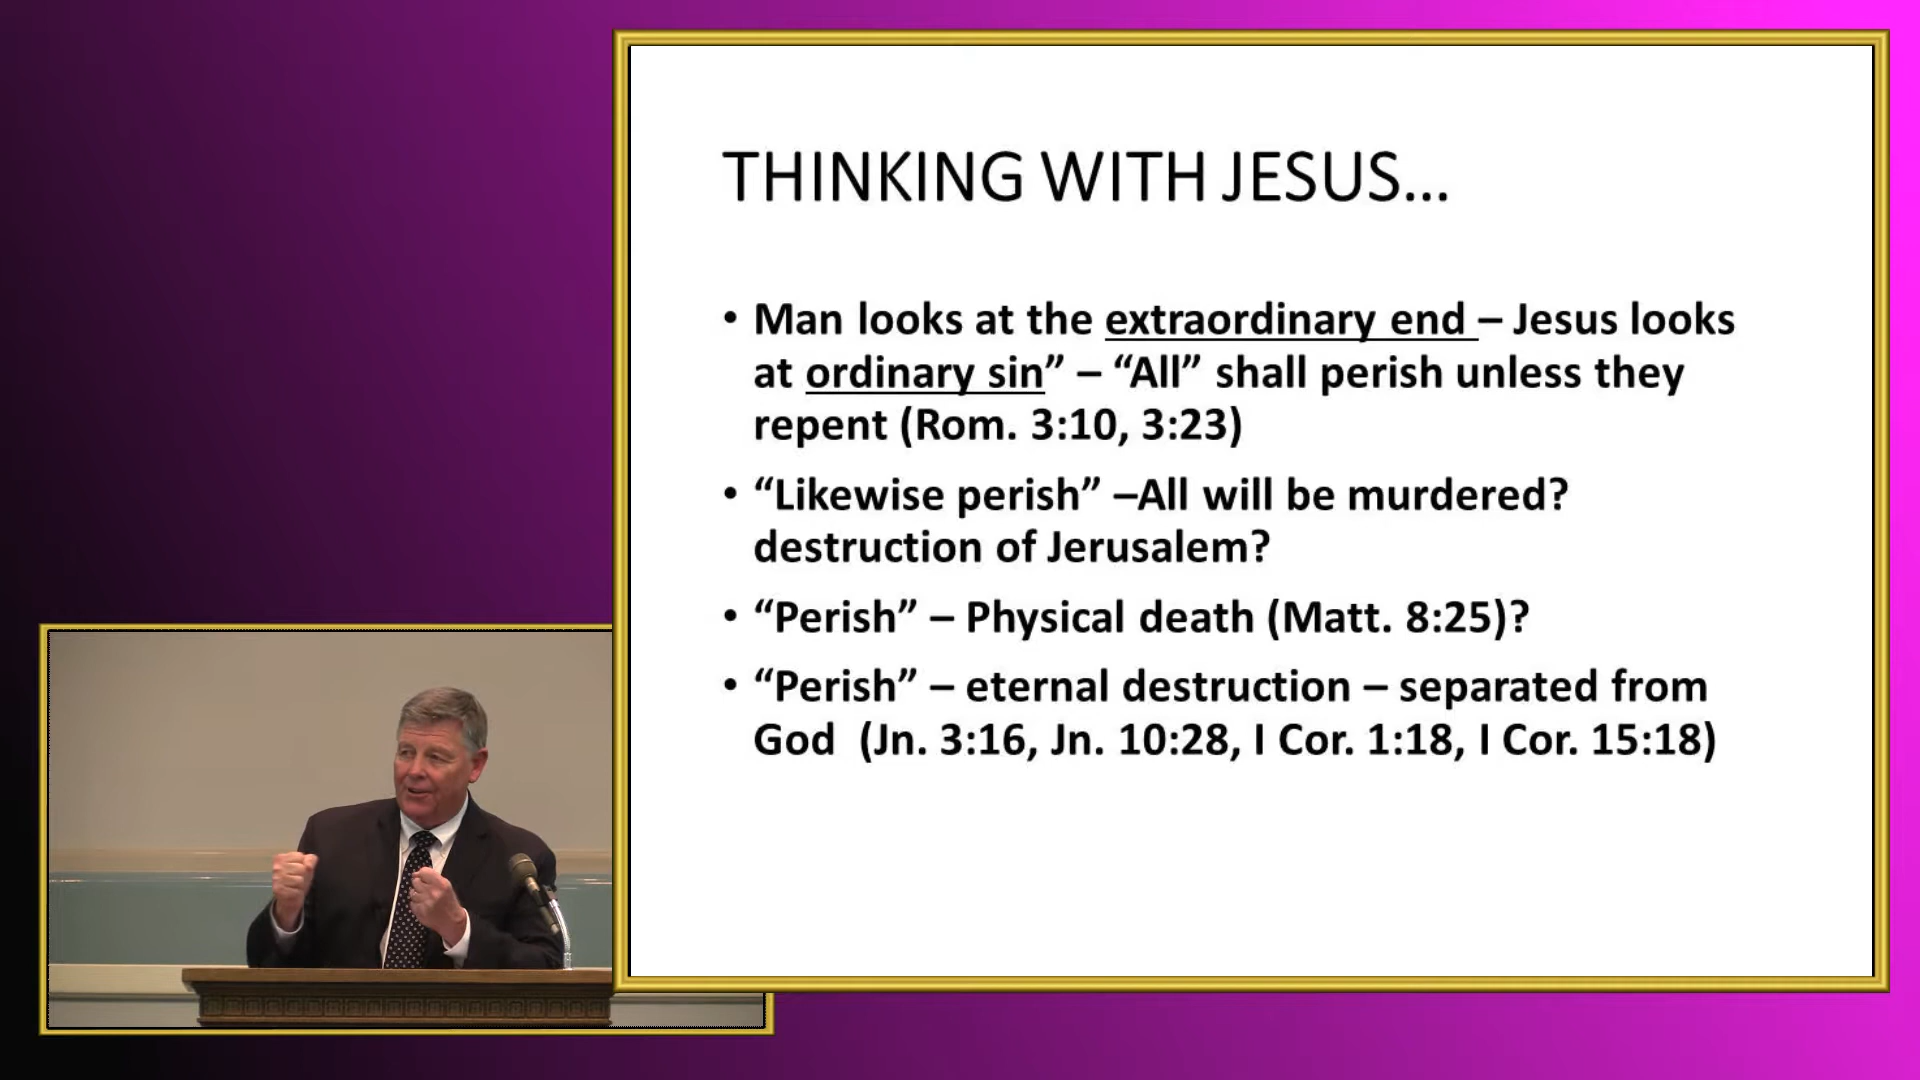 THINKING WITH JESUS...
• Man looks at the extraordinary end – Jesus looks
at ordinary sin” – “All” shall perish unless they
repent (Rom. 3:10, 3:23)
• “Likewise perish” –All will be murdered?
destruction of Jerusalem?
• “Perish” – Physical death (Matt. 8:25)?
• “Perish” – eternal destruction – separated from
God  (Jn. 3:16, Jn. 10:28, I Cor. 1:18, I Cor. 15:18)